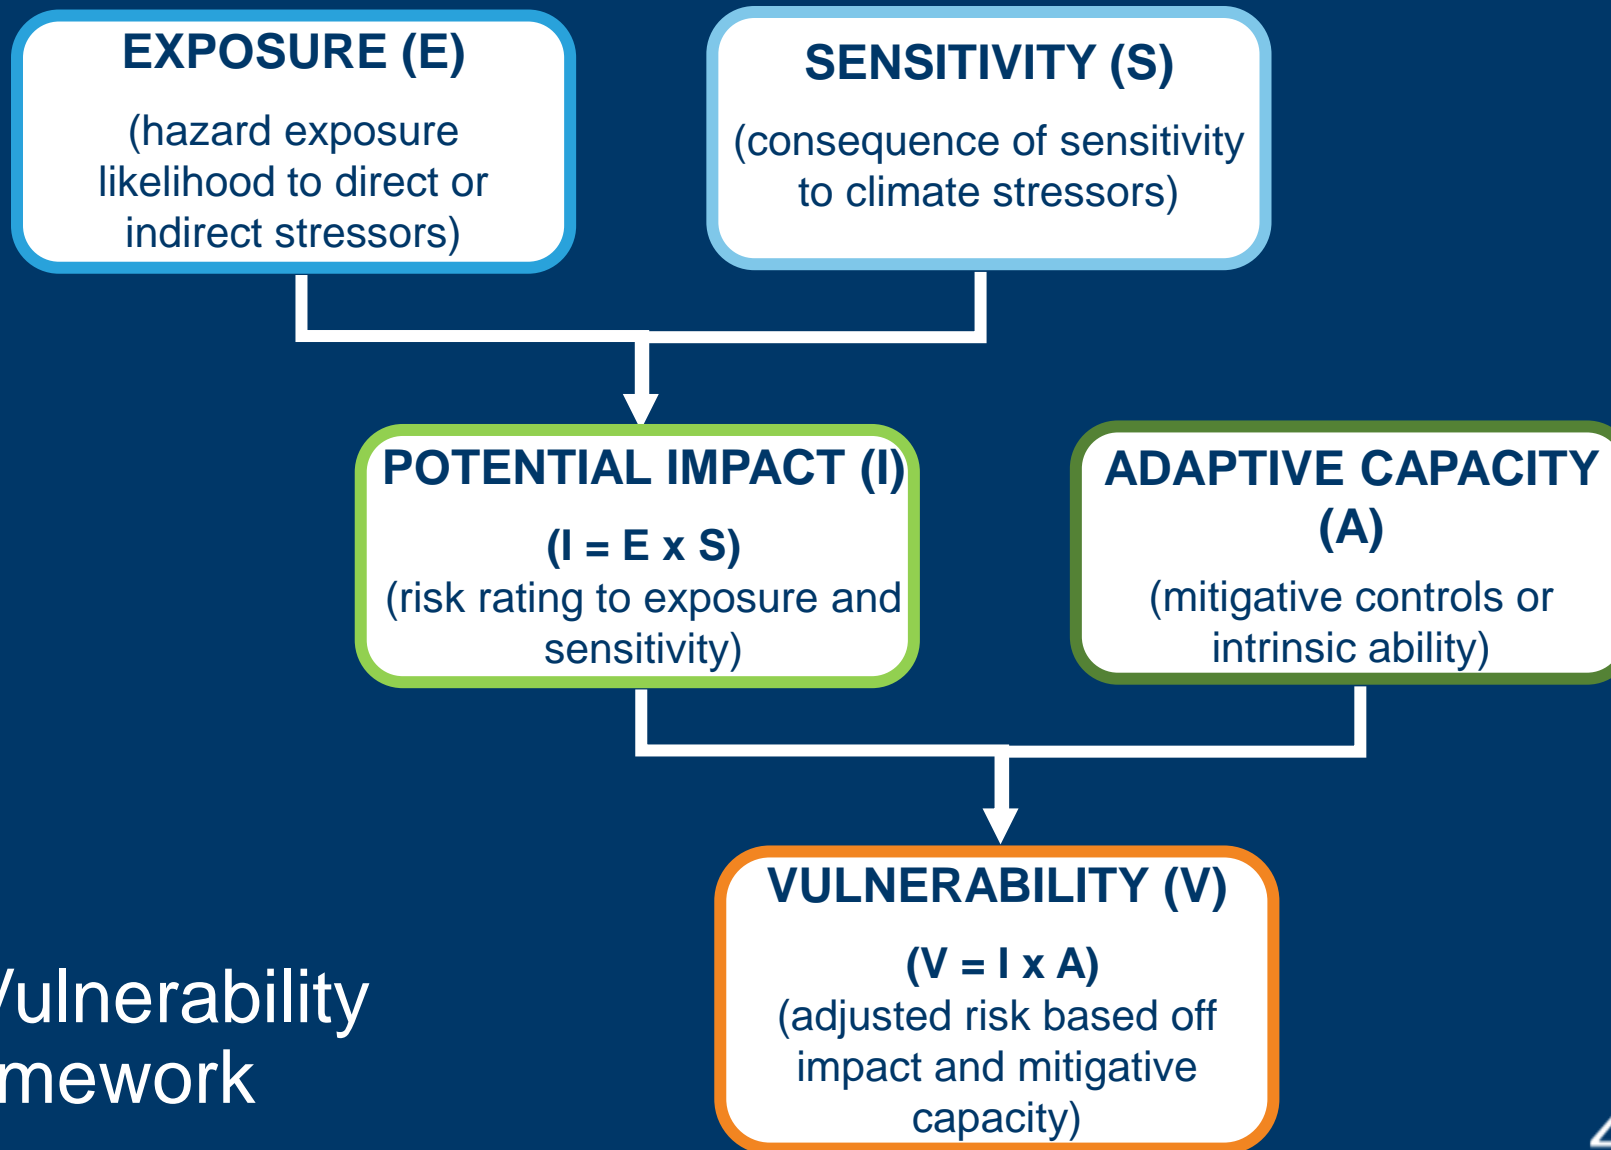 EXPOSURE (E)
(hazard exposure
likelihood to direct or
indirect stressors)
SENSITIVITY (S)
(consequence of sensitivity
to climate stressors)
POTENTIAL IMPACT (I)
(I = E x S)
(risk rating to exposure and
sensitivity)
ADAPTIVE CAPACITY
(A)
(mitigative controls or
intrinsic ability)
VULNERABILITY (V)
(V = I x A)
(adjusted risk based off
impact and mitigative
capacity)
Vulnerability
mework